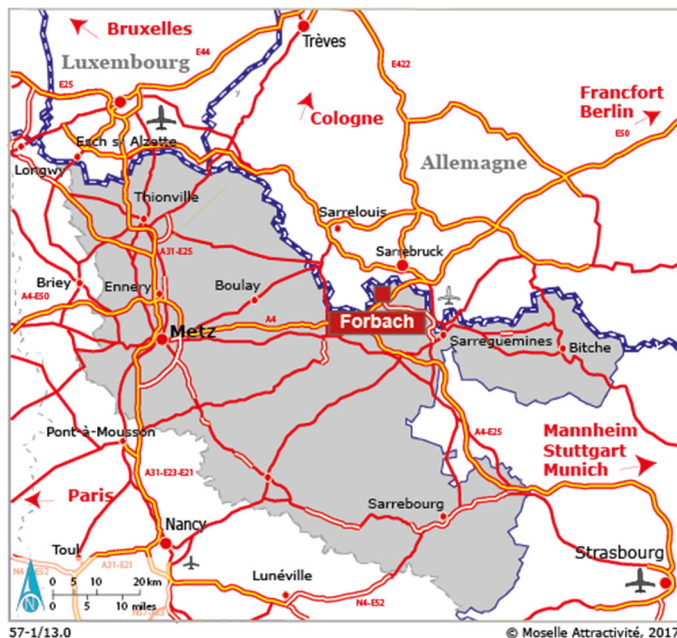 Bruxelles
Trèves
E44
Luxembourg
E25
E422
Francfort
Berlin
E50
Cologne
Esch s/ Alzette
Allemagne
Longwy
Thionville
Sarrelouis
A31-E25
Sarrebruck
Briey
Ennery
Boulay
A4-E50
Metz
A4
Forbach
Sarreguemines
Bitche
Pont-à-Mousson
A4-E25
Mannheim
Stuttgart
Munich
A31-E23-E21
Paris
Sarrebourg
Nancy
Toul
A31-E21
Strasbourg
N4-E52
Lunéville
N4-E52
N
0 5 10 20 km
0 5 10 miles
57-1/13.0
© Moselle Attractivité, 2017